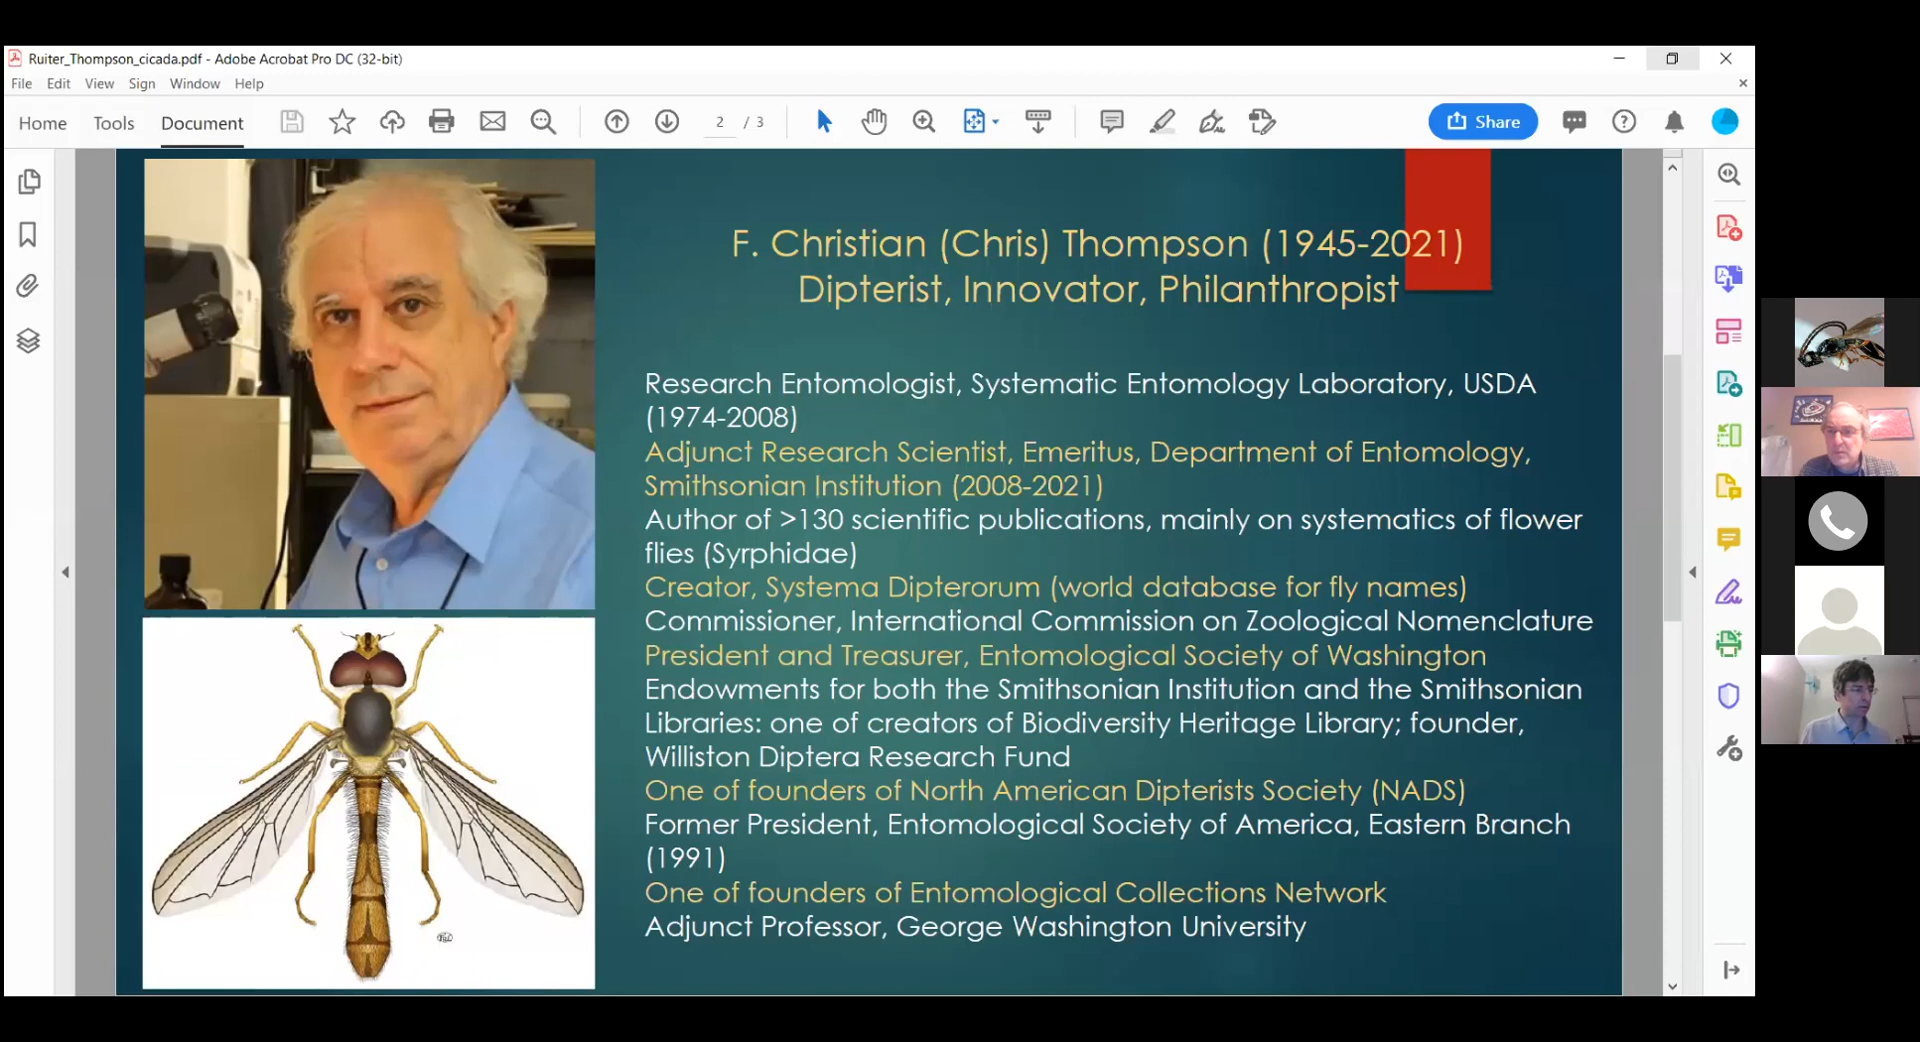 Ruiter_Thompson_cicada.pdf - Adobe Acrobat Pro DC (32-bit)
File Edit View Sign Window Help
Home Tools Document 2 / 3 Share
F. Christian (Chris) Thompson (1945-2021)
Dipterist, Innovator, Philanthropist
Research Entomologist, Systematic Entomology Laboratory, USDA
(1974-2008)
Adjunct Research Scientist, Emeritus, Department of Entomology,
Smithsonian Institution (2008-2021)
Author of >130 scientific publications, mainly on systematics of flower
flies (Syrphidae)
Creator, Systema Dipterorum (world database for fly names)
Commissioner, International Commission on Zoological Nomenclature
President and Treasurer, Entomological Society of Washington
Endowments for both the Smithsonian Institution and the Smithsonian
Libraries: one of creators of Biodiversity Heritage Library; founder,
Williston Diptera Research Fund
One of founders of North American Dipterists Society (NADS)
Former President, Entomological Society of America, Eastern Branch
(1991)
One of founders of Entomological Collections Network
Adjunct Professor, George Washington University